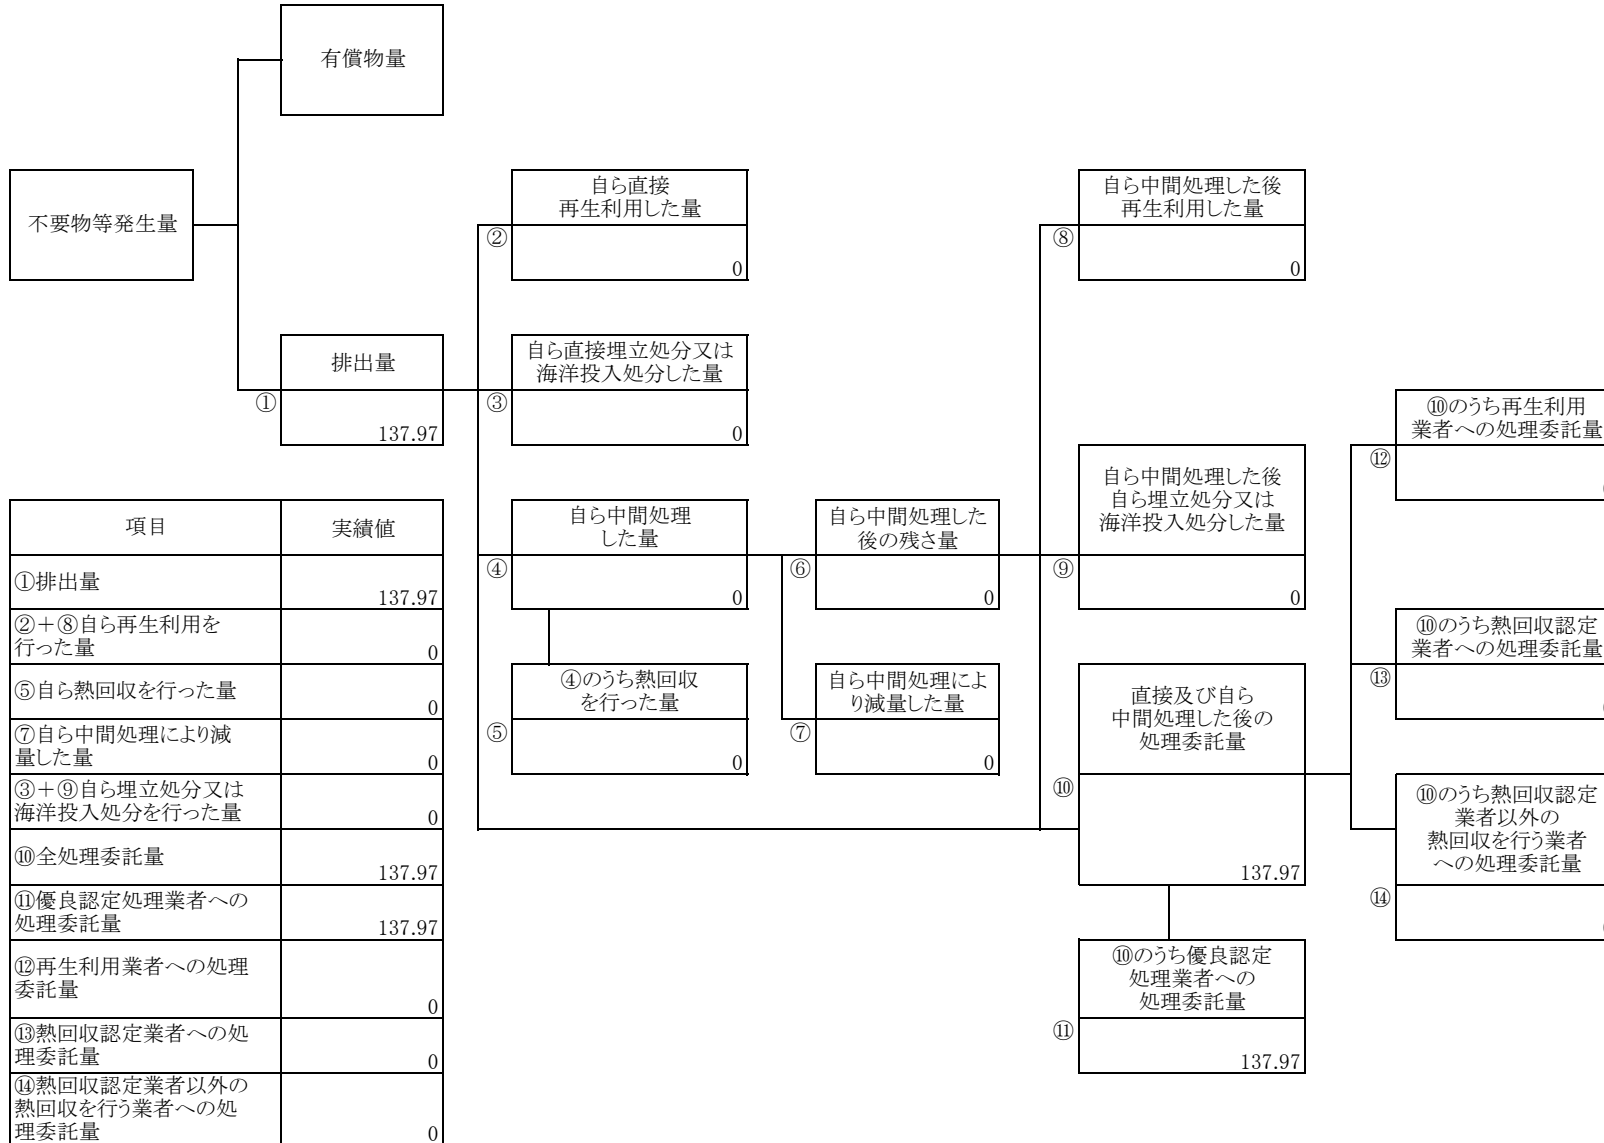 有償物量
不要物等発生量
自ら直接
再生利用した量
②
0
自ら中間処理した後
再生利用した量
⑧
0
排出量
①
137.97
自ら直接埋立処分又は
海洋投入処分した量
③
0
⑩のうち再生利用
業者への処理委託量
⑫
自ら中間処理した後
自ら埋立処分又は
海洋投入処分した量
⑨
0
自ら中間処理
した量
④
0
自ら中間処理した
後の残さ量
⑥
0
⑩のうち熱回収認定
業者への処理委託量
⑬
④のうち熱回収
を行った量
⑤
0
自ら中間処理によ
り減量した量
⑦
0
直接及び自ら
中間処理した後の
処理委託量
⑩
137.97
⑩のうち熱回収認定
業者以外の
熱回収を行う業者
への処理委託量
⑭
⑩のうち優良認定
処理業者への
処理委託量
⑪
137.97
項目 実績値
①排出量
137.97
②+⑧自ら再生利用を
行った量 0
⑤自ら熱回収を行った量
0
⑦自ら中間処理により減
量した量 0
③+⑨自ら埋立処分又は
海洋投入処分を行った量 0
⑩全処理委託量
137.97
⑪優良認定処理業者への
処理委託量 137.97
⑫再生利用業者への処理
委託量
0
⑬熱回収認定業者への処
理委託量 0
⑭熱回収認定業者以外の
熱回収を行う業者への処
理委託量 0